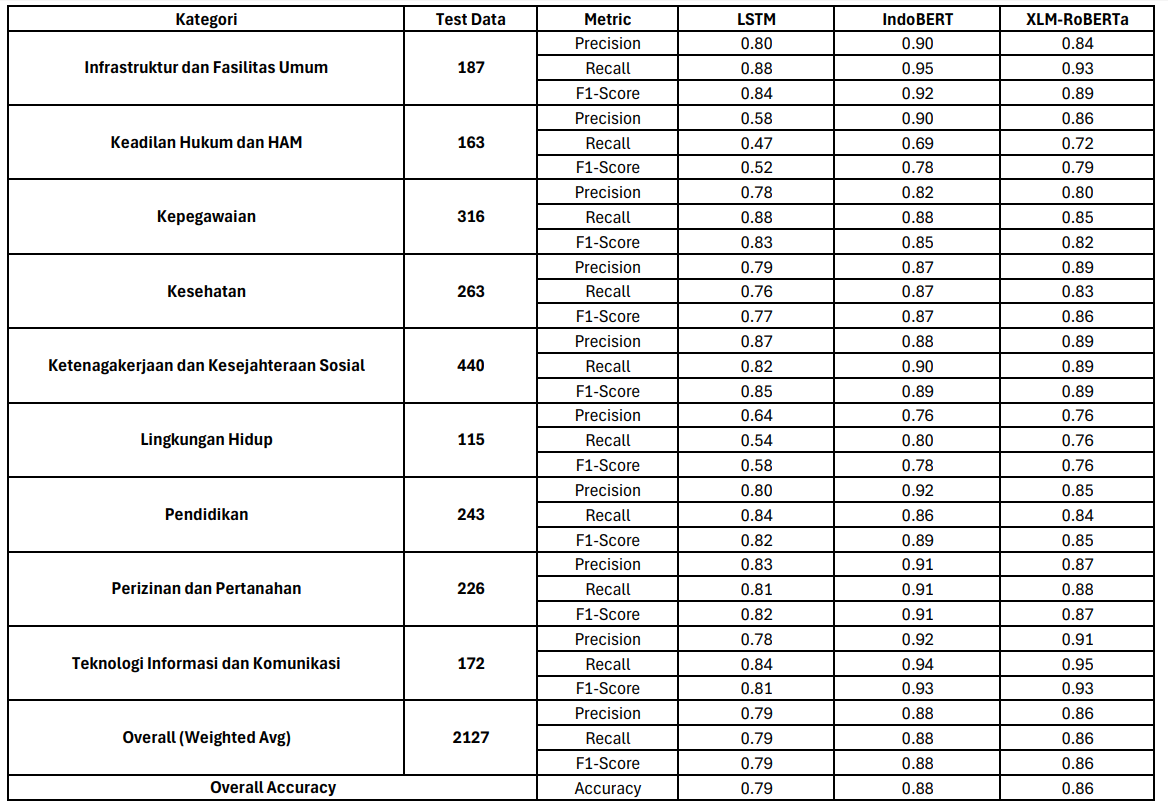 Kategori Test Data Metric LSTM IndoBERT XLM-RoBERTa
Precision 0.80 0.90 0.84
Infrastruktur dan Fasilitas Umum 187 Recall 0.88 0.95 0.93
F1-Score 0.84 0.92 0.89
Precision 0.58 0.90 0.86
Keadilan Hukum dan HAM 163 Recall 0.47 0.69 0.72
F1-Score 0.52 0.78 0.79
Precision 0.78 0.82 0.80
Kepegawaian 316 Recall 0.88 0.88 0.85
F1-Score 0.83 0.85 0.82
Precision 0.79 0.87 0.89
Kesehatan 263 Recall 0.76 0.87 0.83
F1-Score 0.77 0.87 0.86
Precision 0.87 0.88 0.89
Ketenagakerjaan dan Kesejahteraan Sosial 440 Recall 0.82 0.90 0.89
F1-Score 0.85 0.89 0.89
Precision 0.64 0.76 0.76
Lingkungan Hidup 115 Recall 0.54 0.80 0.76
F1-Score 0.58 0.78 0.76
Precision 0.80 0.92 0.85
Pendidikan 243 Recall 0.84 0.86 0.84
F1-Score 0.82 0.89 0.85
Precision 0.83 0.91 0.87
Perizinan dan Pertanahan 226 Recall 0.81 0.91 0.88
F1-Score 0.82 0.91 0.87
Precision 0.78 0.92 0.91
Teknologi Informasi dan Komunikasi 172 Recall 0.84 0.94 0.95
F1-Score 0.81 0.93 0.93
Precision 0.79 0.88 0.86
Overall (Weighted Avg) 2127 Recall 0.79 0.88 0.86
F1-Score 0.79 0.88 0.86
Overall Accuracy Accuracy 0.79 0.88 0.86